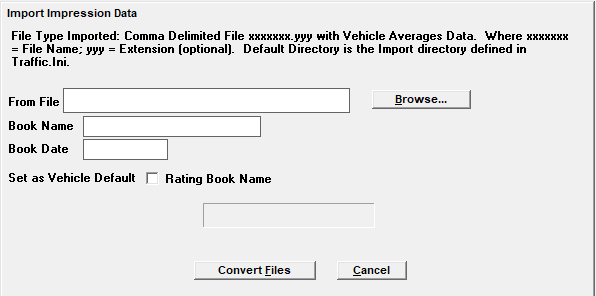 Import Impression Data
File Type Imported: Comma Delimited File xxxxxxx.yyy with Vehicle Averages Data.  Where xxxxxxx
= File Name; yyy = Extension (optional).  Default Directory is the Import directory defined in
Traffic.Ini.
From File
Browse...
Book Name
Book Date
Set as Vehicle Default
Rating Book Name
Convert Files
Cancel